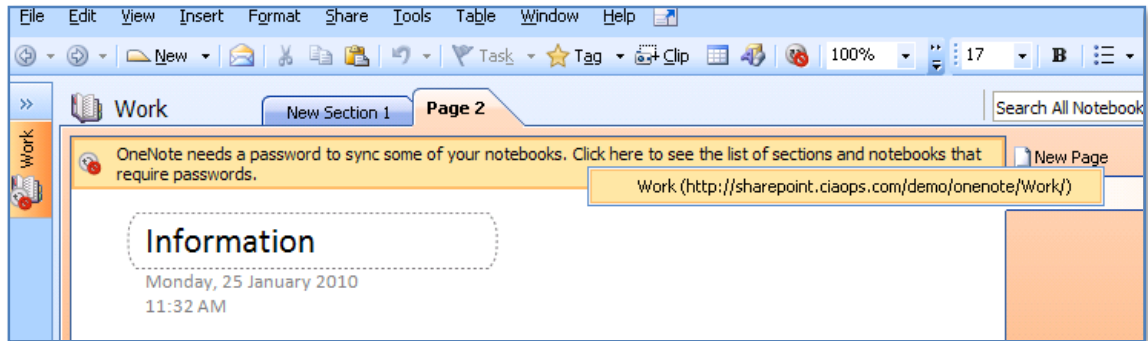 File Edit View Insert Format Share Tools Table Window Help
New Task Tag Clip 100% 17 B
Work New Section 1 Page 2 Search All Notebook
Work
OneNote needs a password to sync some of your notebooks. Click here to see the list of sections and notebooks that
require passwords.
New Page
Work (http://sharepoint.ciaops.com/demo/onenote/Work/)
Information
Monday, 25 January 2010
11:32 AM